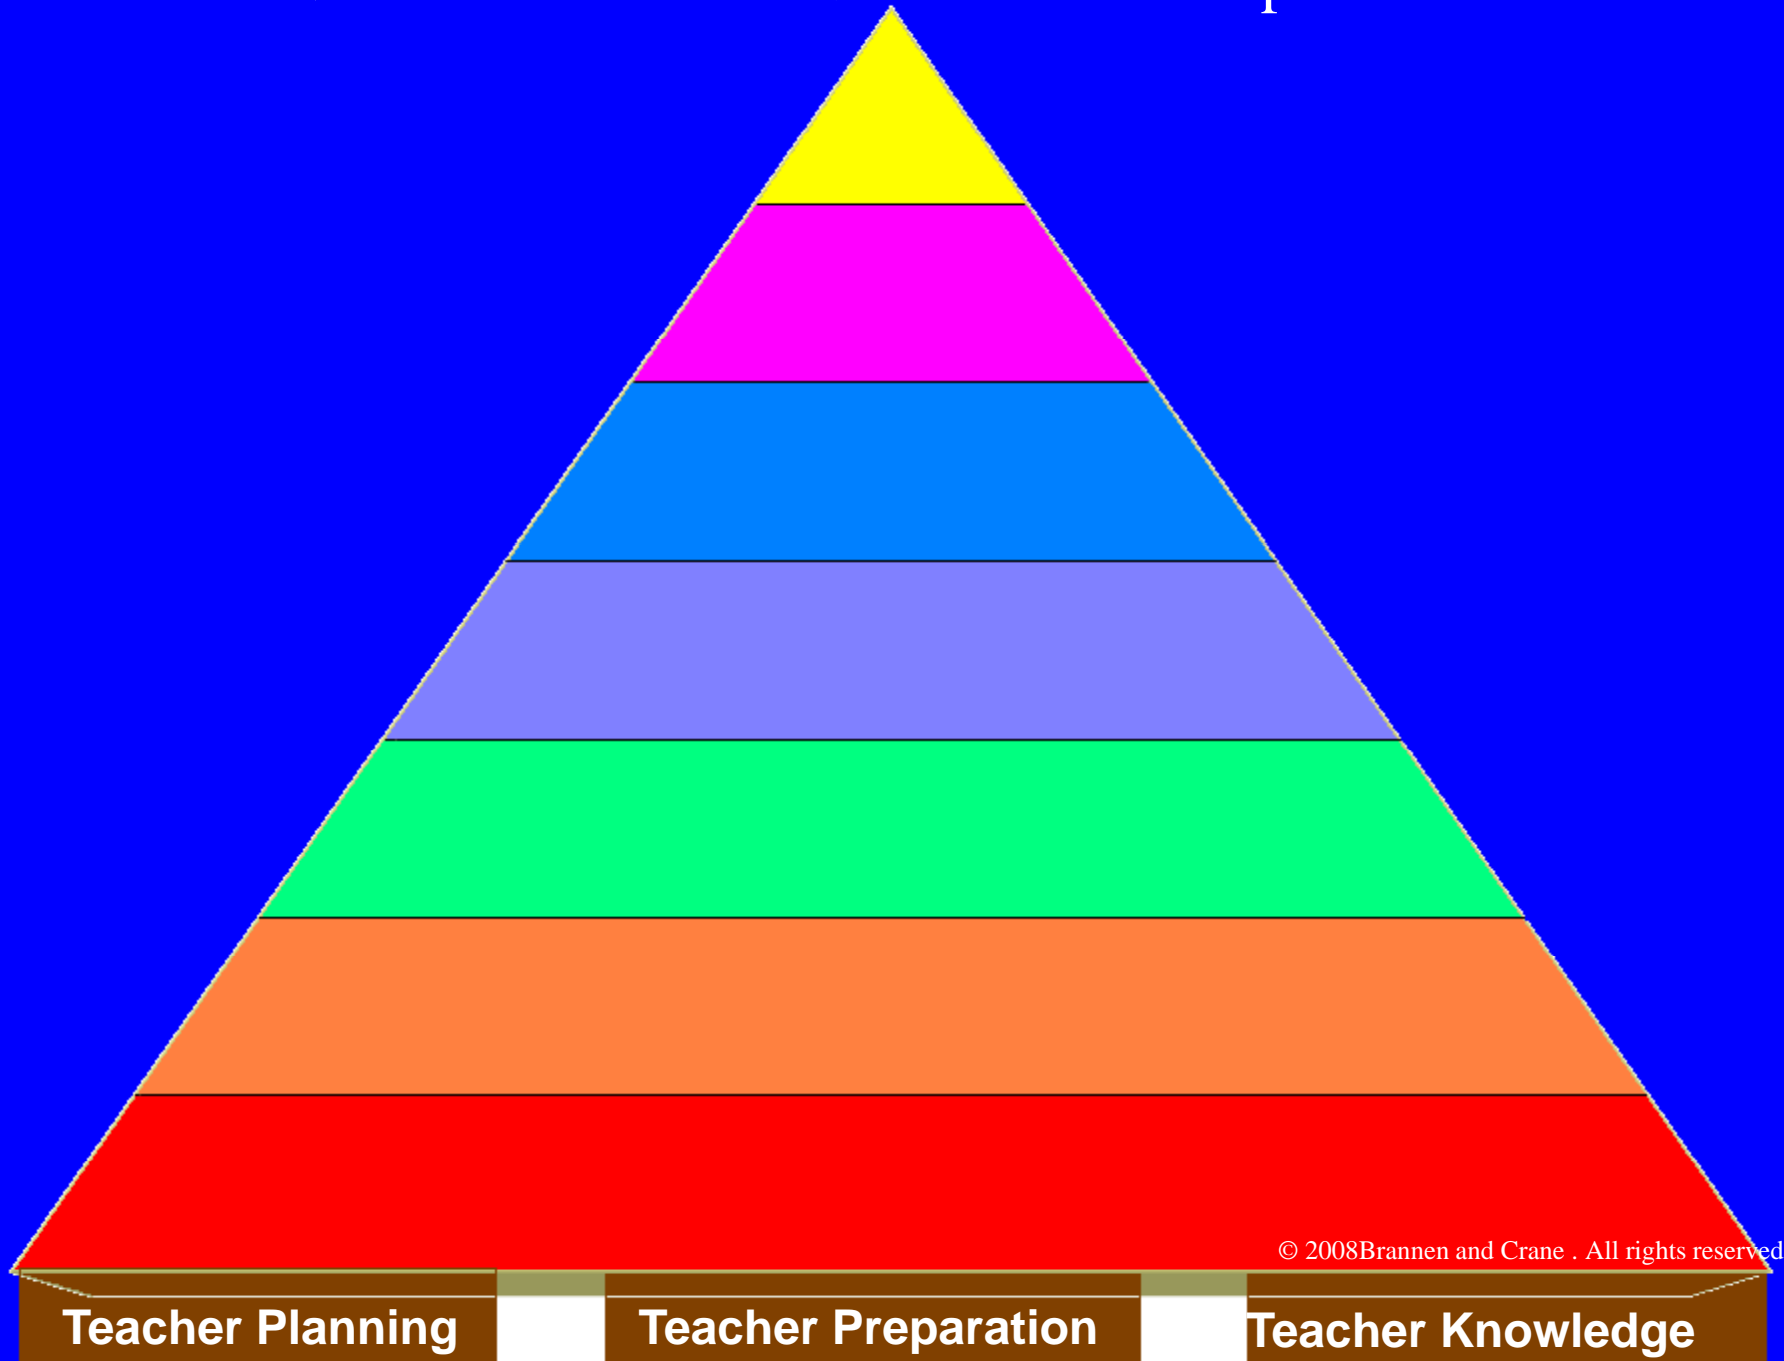 © 2008Brannen and Crane . All rights reserved
Teacher Planning
Teacher Preparation
Teacher Knowledge